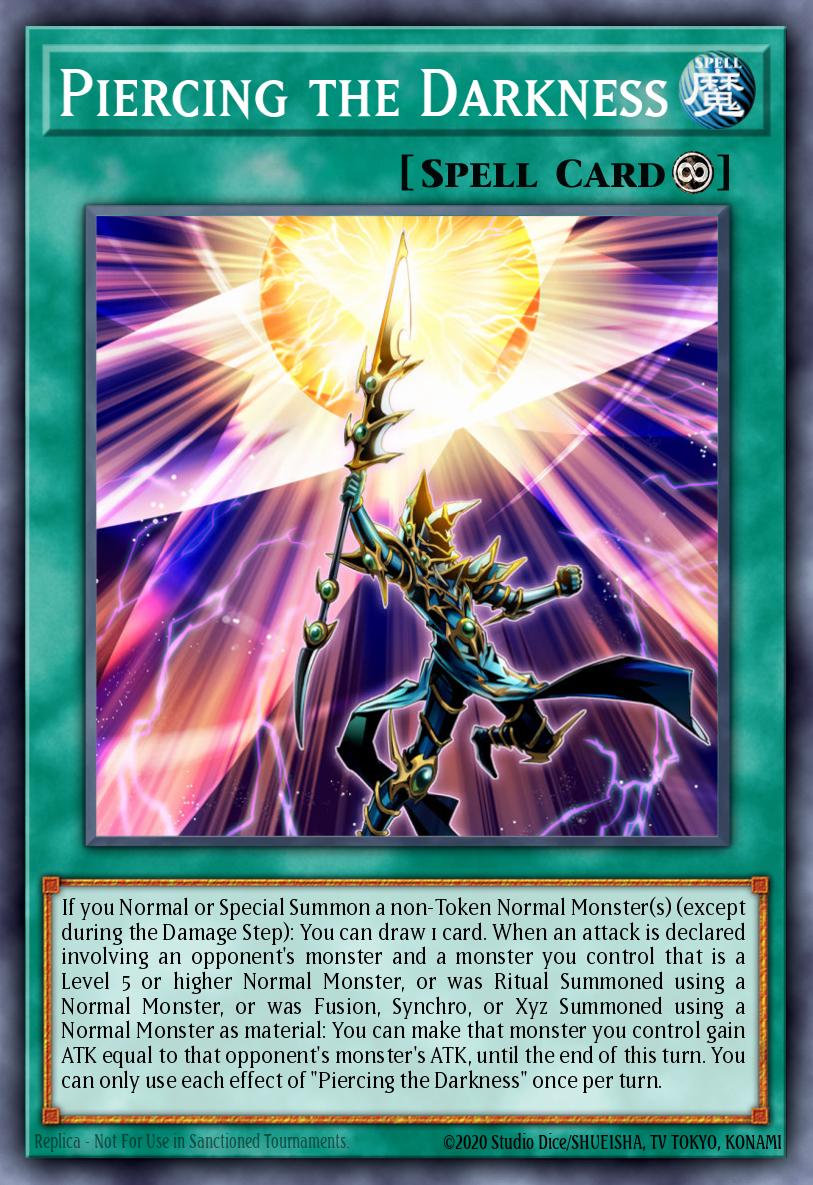 Piercing the Darkness
SPELL
魔
[Spell Card]
If you Normal or Special Summon a non-Token Normal Monster(s) (except
during the Damage Step): You can draw 1 card. When an attack is declared
involving an opponent's monster and a monster you control that is a
Level 5 or higher Normal Monster, or was Ritual Summoned using a
Normal Monster, or was Fusion, Synchro, or Xyz Summoned using a
Normal Monster as material: You can make that monster you control gain
ATK equal to that opponent's monster's ATK, until the end of this turn. You
can only use each effect of "Piercing the Darkness" once per turn.
Replica - Not For Use in Sanctioned Tournaments.
©2020 Studio Dice/SHUEISHA, TV TOKYO, KONAMI